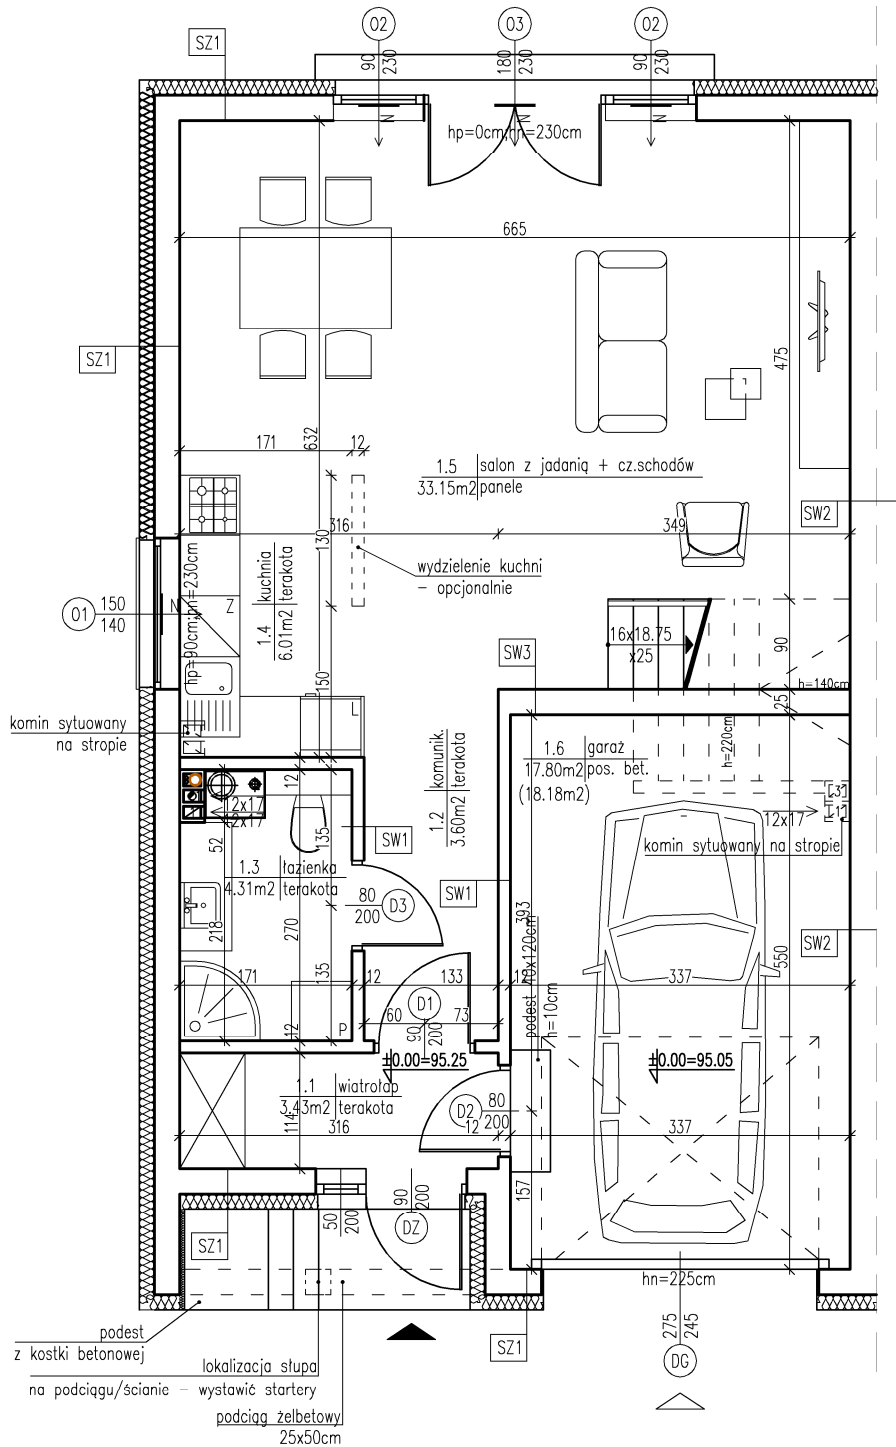 O2
O3
O2
SZ1
90
230
180
230
90
230
N
N
N
hp=0cm;hn=230cm
665
SZ1
475
171
632
12
1.5 salon z jadanią + cz.schodów
33.15m2 panele
SW2
316
349
130
wydzielenie kuchni
- opcjonalnie
hp=90cm;hn=230cm
1.4 kuchnia
6.01m2 terakota
O1
150
140
N
Z
16x18.75
x25
90
SW3
150
h=140cm
25
L
komin sytuowany
na stropie
h=220cm
1.6 garaż
17.80m2 pos. bet.
(18.18m2)
1.2 komunik.
3.60m2 terakota
12
12x17
12x17
12x17
komin sytuowany na stropie
52
135
SW1
1.3 łazienka
4.31m2 terakota
80
200
D3
SW1
393
SW2
218
270
550
171
135
12
133
12
337
D1
60
73
90
200
podest 40x120cm
h=10cm
12
P
±0.00=95.25
±0.00=95.05
1.1 wiatrołap
3.43m2 terakota
D2
80
200
114
316
12
337
157
50
200
90
200
DZ
SZ1
hn=225cm
podest
z kostki betonowej
275
245
SZ1
DG
lokalizacja słupa
na podciągu/ścianie - wystawić startery
podciąg żelbetowy
25x50cm